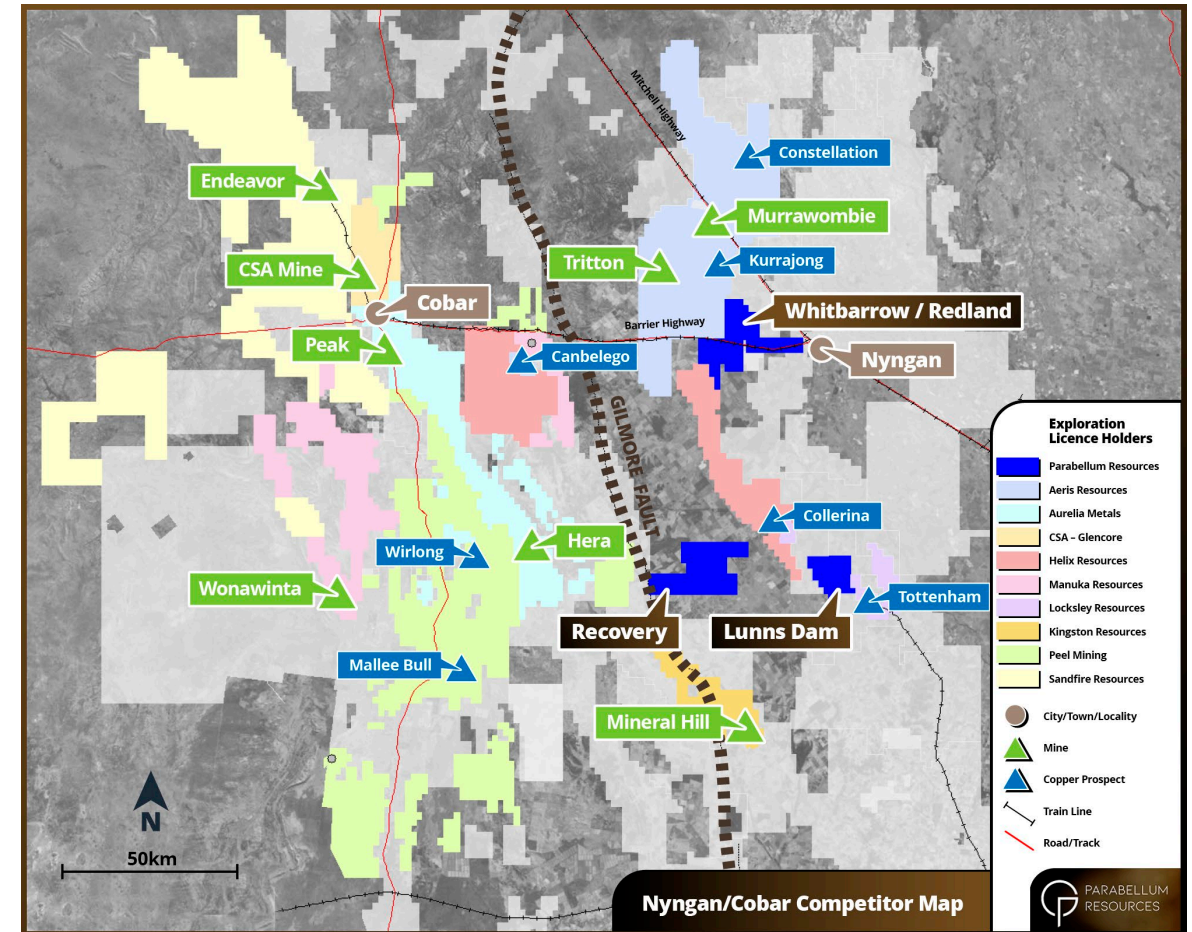 Mitchell Highway
Constellation
Endeavor
Murrawombie
Tritton
Kurrajong
CSA Mine
Cobar
Whitbarrow / Redland
Barrier Highway
Peak
Canbelego
Nyngan
GILMORE FAULT
Collerina
Hera
Wirlong
Wonawinta
Tottenham
Recovery
Lunns Dam
Mallee Bull
Mineral Hill
N
50km
Exploration
Licence Holders
Parabellum Resources
Aeris Resources
Aurelia Metals
CSA – Glencore
Helix Resources
Manuka Resources
Locksley Resources
Kingston Resources
Peel Mining
Sandfire Resources
City/Town/Locality
Mine
Copper Prospect
Train Line
Road/Track
Nyngan/Cobar Competitor Map
PARABELLUM
RESOURCES